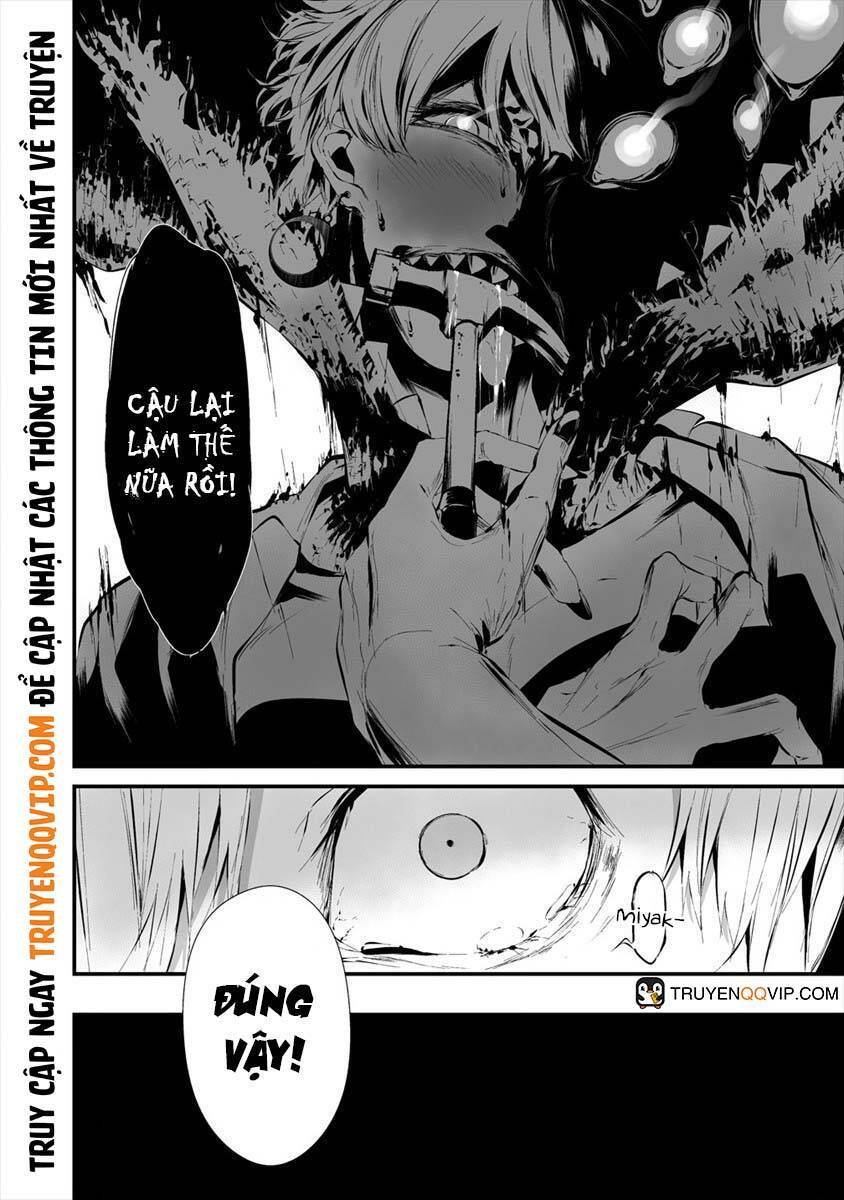 TRUY CẬP NGAY TRUYENQQVIP.COM ĐỂ CẬP NHẬT CÁC THÔNG TIN MỚI NHẤT VỀ TRUYỆN
CẬU LẠI
LÀM THẾ
NŨA RỒI!
miyak-
ĐÚNG
VẬY!
TRUYENQQVIP.COM